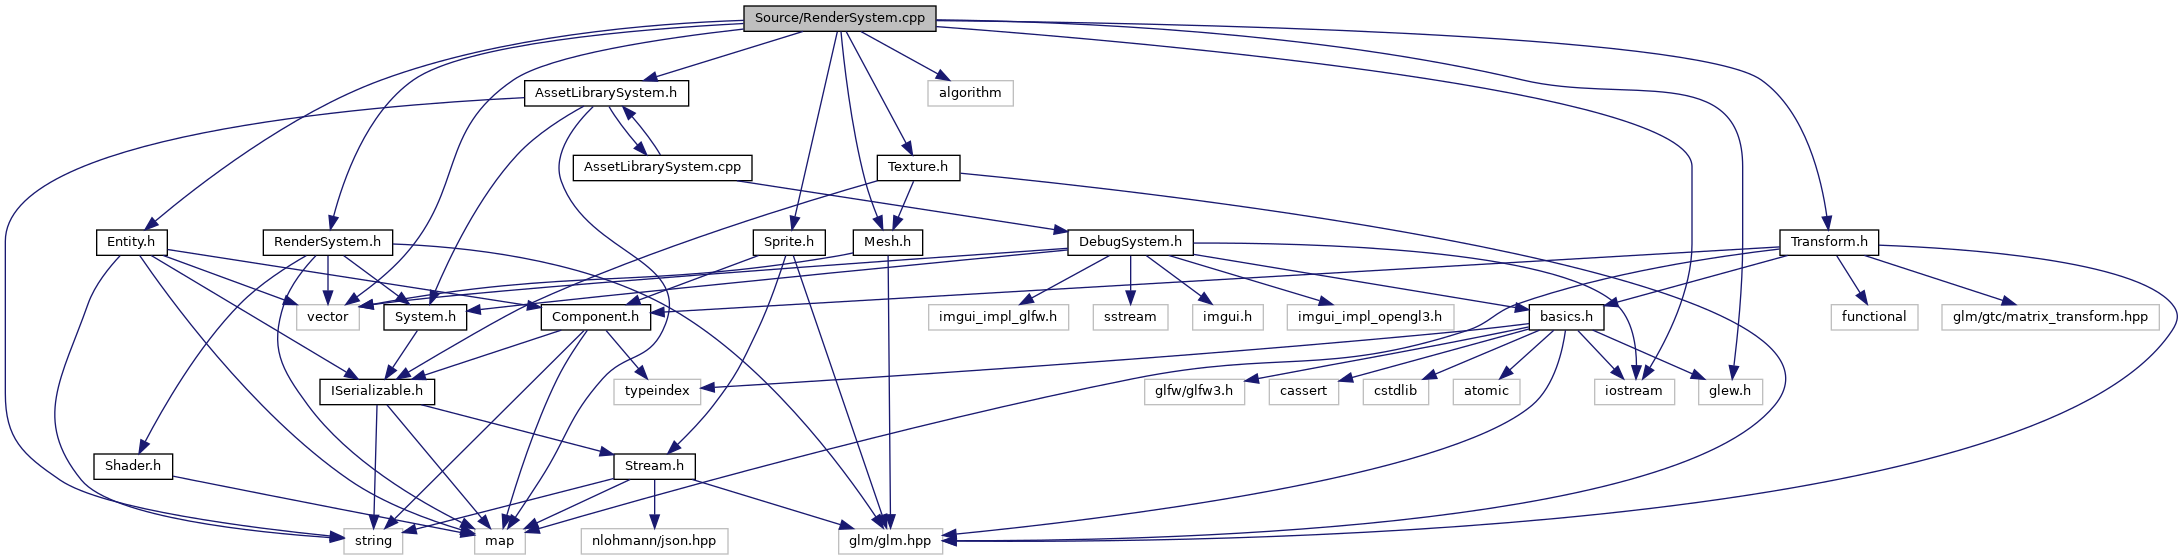 Source/RenderSystem.cpp
AssetLibrarySystem.h
algorithm
AssetLibrarySystem.cpp
Texture.h
Entity.h
RenderSystem.h
Sprite.h
Mesh.h
DebugSystem.h
Transform.h
vector
System.h
Component.h
imgui_impl_glfw.h
sstream
imgui.h
imgui_impl_opengl3.h
basics.h
functional
glm/gtc/matrix_transform.hpp
ISerializable.h
typeindex
glfw/glfw3.h
cassert
cstdlib
atomic
iostream
glew.h
Shader.h
Stream.h
string
map
nlohmann/json.hpp
glm/glm.hpp